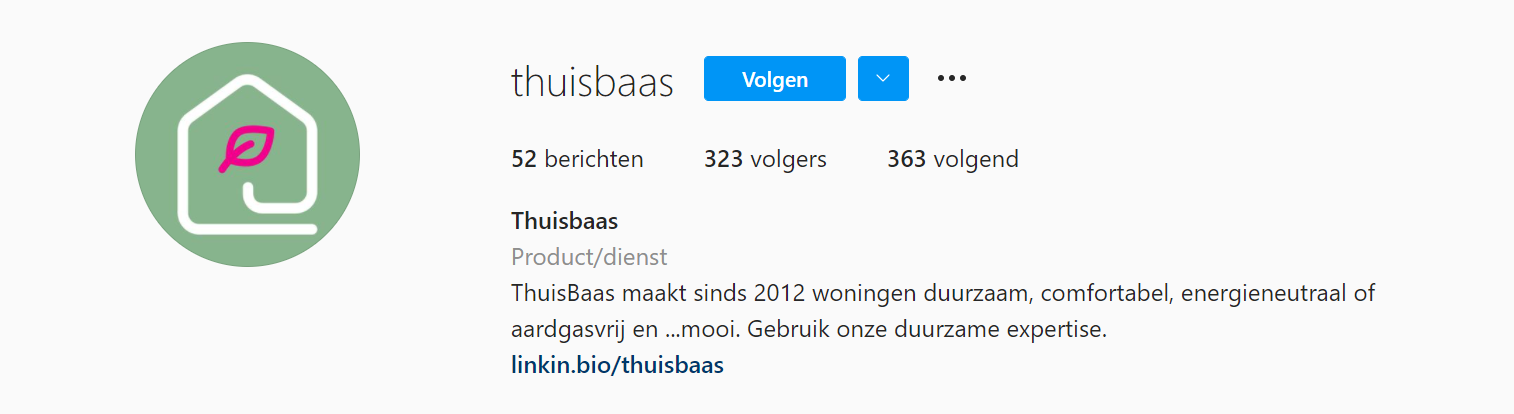 thuisbaas Volgen
52 berichten 323 volgers 363 volgend
Thuisbaas
Product/dienst
ThuisBaas maakt sinds 2012 woningen duurzaam, comfortabel, energieneutraal of
aardgasvrij en ...mooi. Gebruik onze duurzame expertise.
linkin.bio/thuisbaas